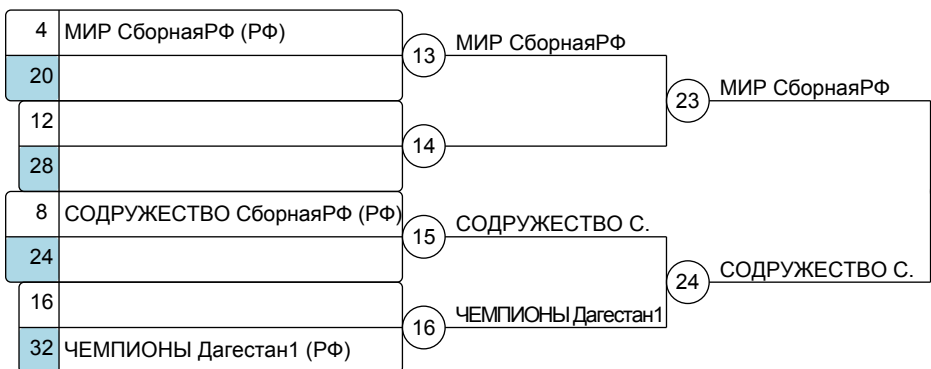 4 МИР СборнаяРФ (РФ)
13 МИР СборнаяРФ
20
23 МИР СборнаяРФ
12
14
28
8 СОДРУЖЕСТВО СборнаяРФ (РФ)
15 СОДРУЖЕСТВО С.
24
24 СОДРУЖЕСТВО С.
16
16 ЧЕМПИОНЫ Дагестан1
32 ЧЕМПИОНЫ Дагестан1 (РФ)